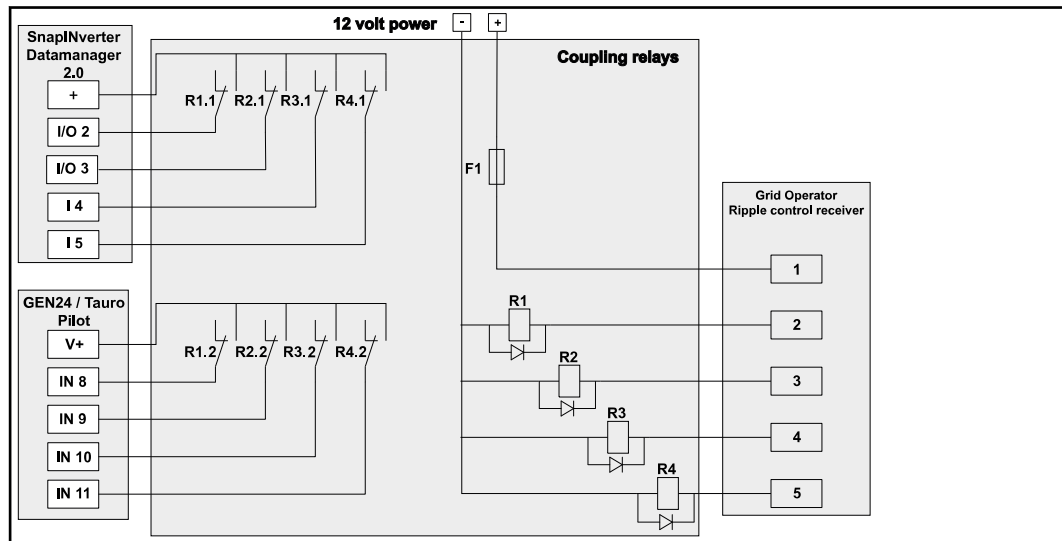 12 volt power - +
SnapINverter
Datamanager
2.0
+
I/O 2
I/O 3
I 4
I 5
R1.1 R2.1 R3.1 R4.1
Coupling relays
F1
Grid Operator
Ripple control receiver
1
2
3
4
5
GEN24 / Tauro
Pilot
V+
IN 8
IN 9
IN 10
IN 11
R1.2 R2.2 R3.2 R4.2
R1
R2
R3
R4